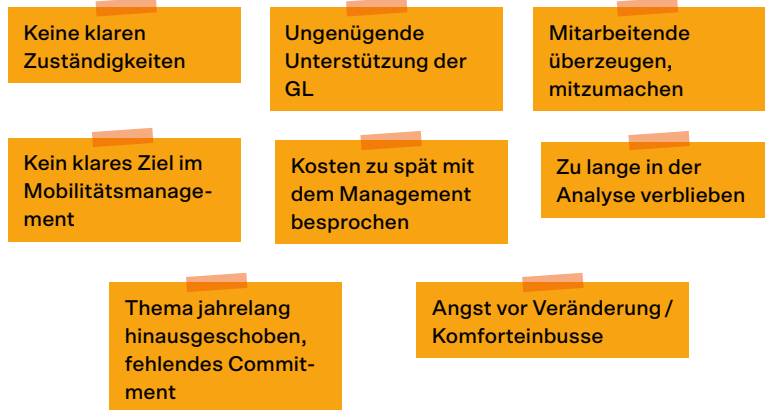 Keine klaren
Zuständigkeiten
Ungenügende
Unterstützung der
GL
Mitarbeitende
überzeugen,
mitzumachen
Kein klares Ziel im
Mobilitätsmanage-
ment
Kosten zu spät mit
dem Management
besprochen
Zu lange in der
Analyse verblieben
Thema jahrelang
hinausgeschoben,
fehlendes Commit-
ment
Angst vor Veränderung /
Komforteinbusse